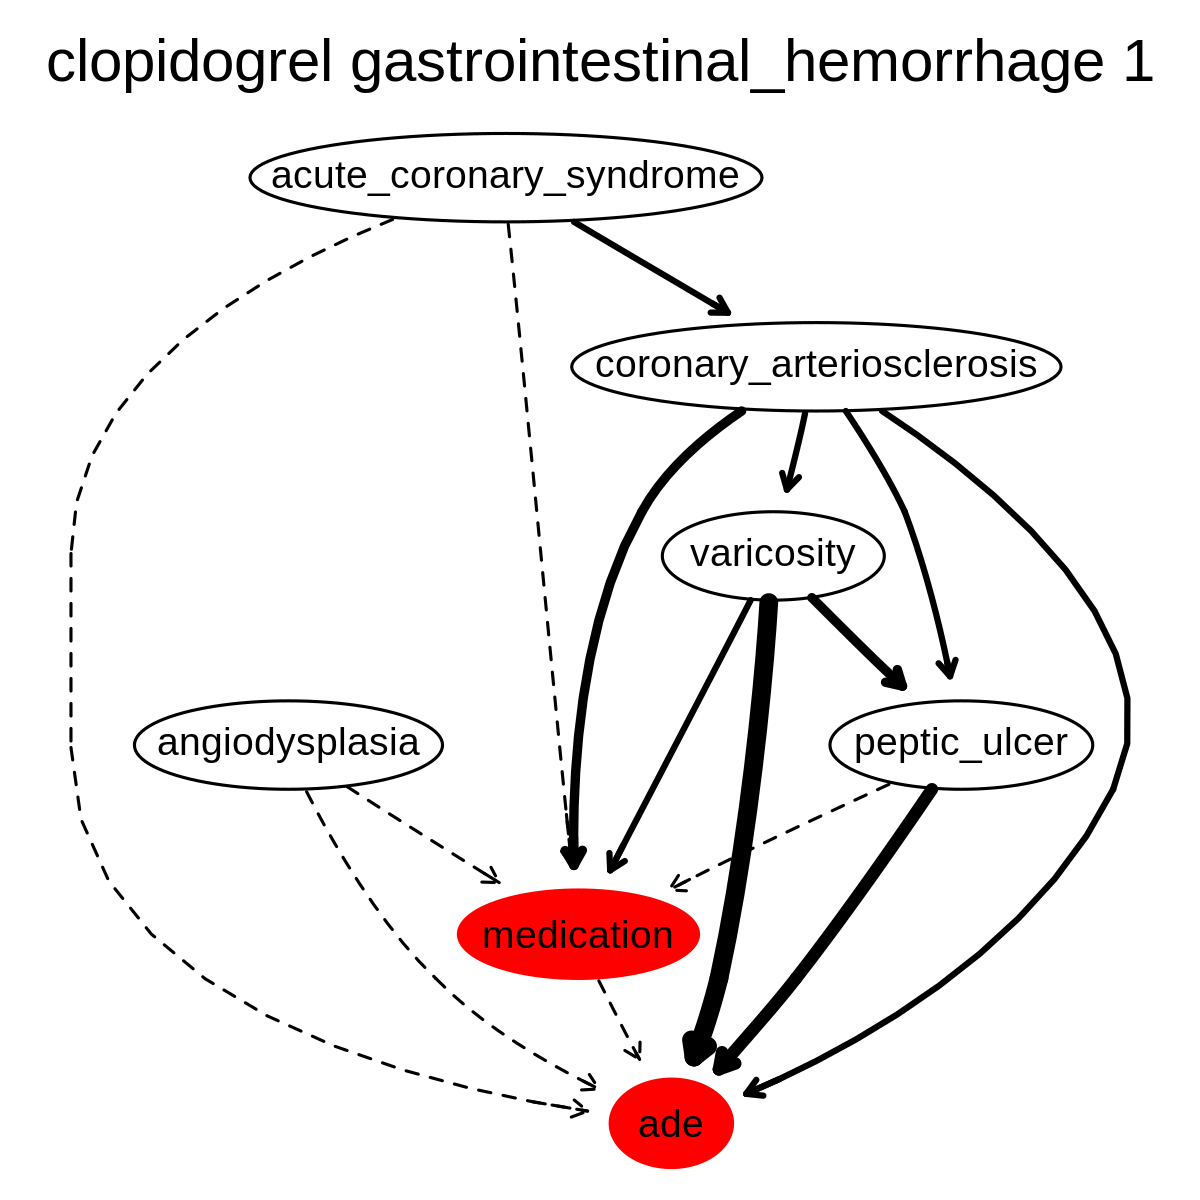 clopidogrel gastrointestinal_hemorrhage 1
acute_coronary_syndrome
coronary_arteriosclerosis
varicosity
angiodysplasia
peptic_ulcer
medication
ade